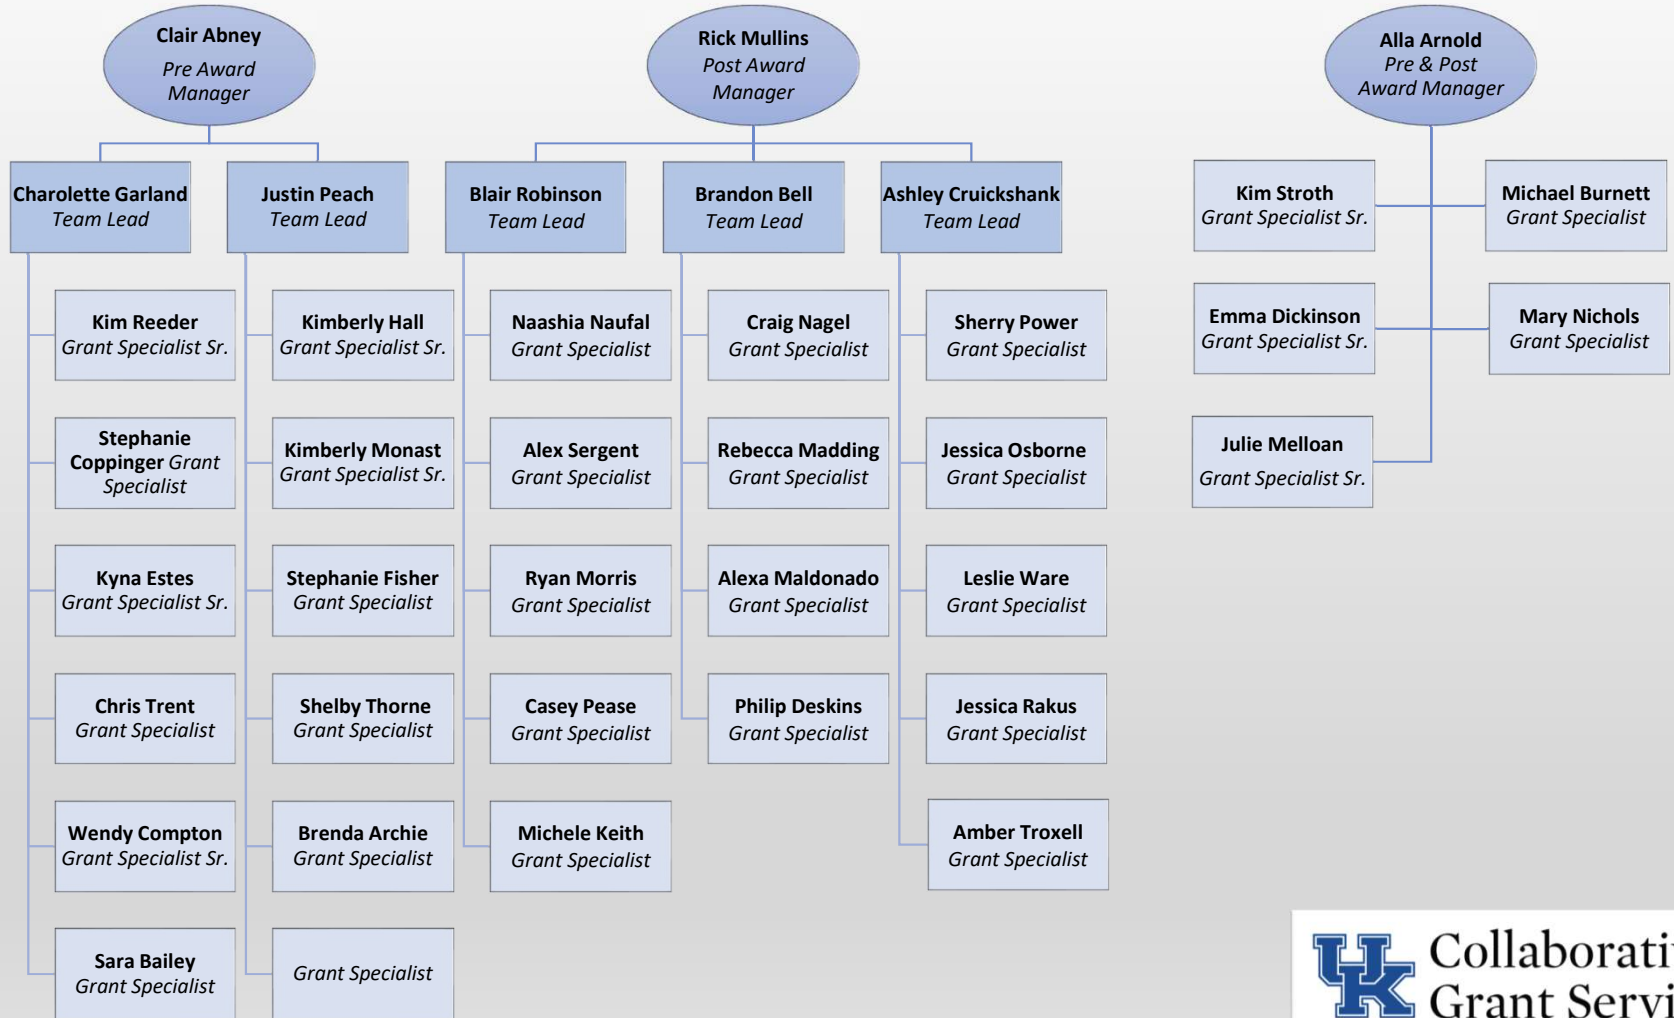 Clair Abney
Pre Award
Manager
Rick Mullins
Post Award
Manager
Alla Arnold
Pre & Post
Award Manager
Charolette Garland
Team Lead
Justin Peach
Team Lead
Blair Robinson
Team Lead
Brandon Bell
Team Lead
Ashley Cruickshank
Team Lead
Kim Stroth
Grant Specialist Sr.
Michael Burnett
Grant Specialist
Kim Reeder
Grant Specialist Sr.
Kimberly Hall
Grant Specialist Sr.
Naashia Naufal
Grant Specialist
Craig Nagel
Grant Specialist
Sherry Power
Grant Specialist
Emma Dickinson
Grant Specialist Sr.
Mary Nichols
Grant Specialist
Stephanie
Coppinger Grant
Specialist
Kimberly Monast
Grant Specialist Sr.
Alex Sergent
Grant Specialist
Rebecca Madding
Grant Specialist
Jessica Osborne
Grant Specialist
Julie Melloan
Grant Specialist Sr.
Kyna Estes
Grant Specialist Sr.
Stephanie Fisher
Grant Specialist
Ryan Morris
Grant Specialist
Alexa Maldonado
Grant Specialist
Leslie Ware
Grant Specialist
Chris Trent
Grant Specialist
Shelby Thorne
Grant Specialist
Casey Pease
Grant Specialist
Philip Deskins
Grant Specialist
Jessica Rakus
Grant Specialist
Wendy Compton
Grant Specialist Sr.
Brenda Archie
Grant Specialist
Michele Keith
Grant Specialist
Amber Troxell
Grant Specialist
Sara Bailey
Grant Specialist
Grant Specialist
UK
Collaborativ
Grant Servi